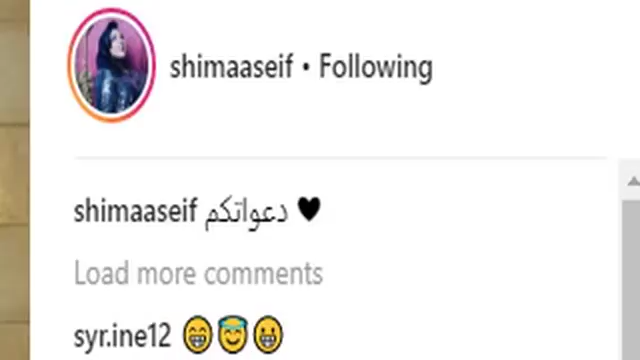 shimaaseif • Following
shimaaseif دعواتكم ♥
Load more comments
syr.ine12 😁😇😀